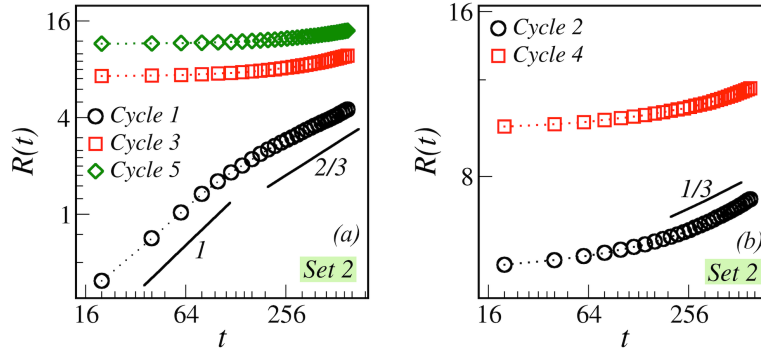 16
4
1
R(t)
Cycle 1
Cycle 3
Cycle 5
2/3
1
(a)
Set 2
16
64
256
t
16
8
R(t)
Cycle 2
Cycle 4
1/3
(b)
Set 2
16
64
256
t